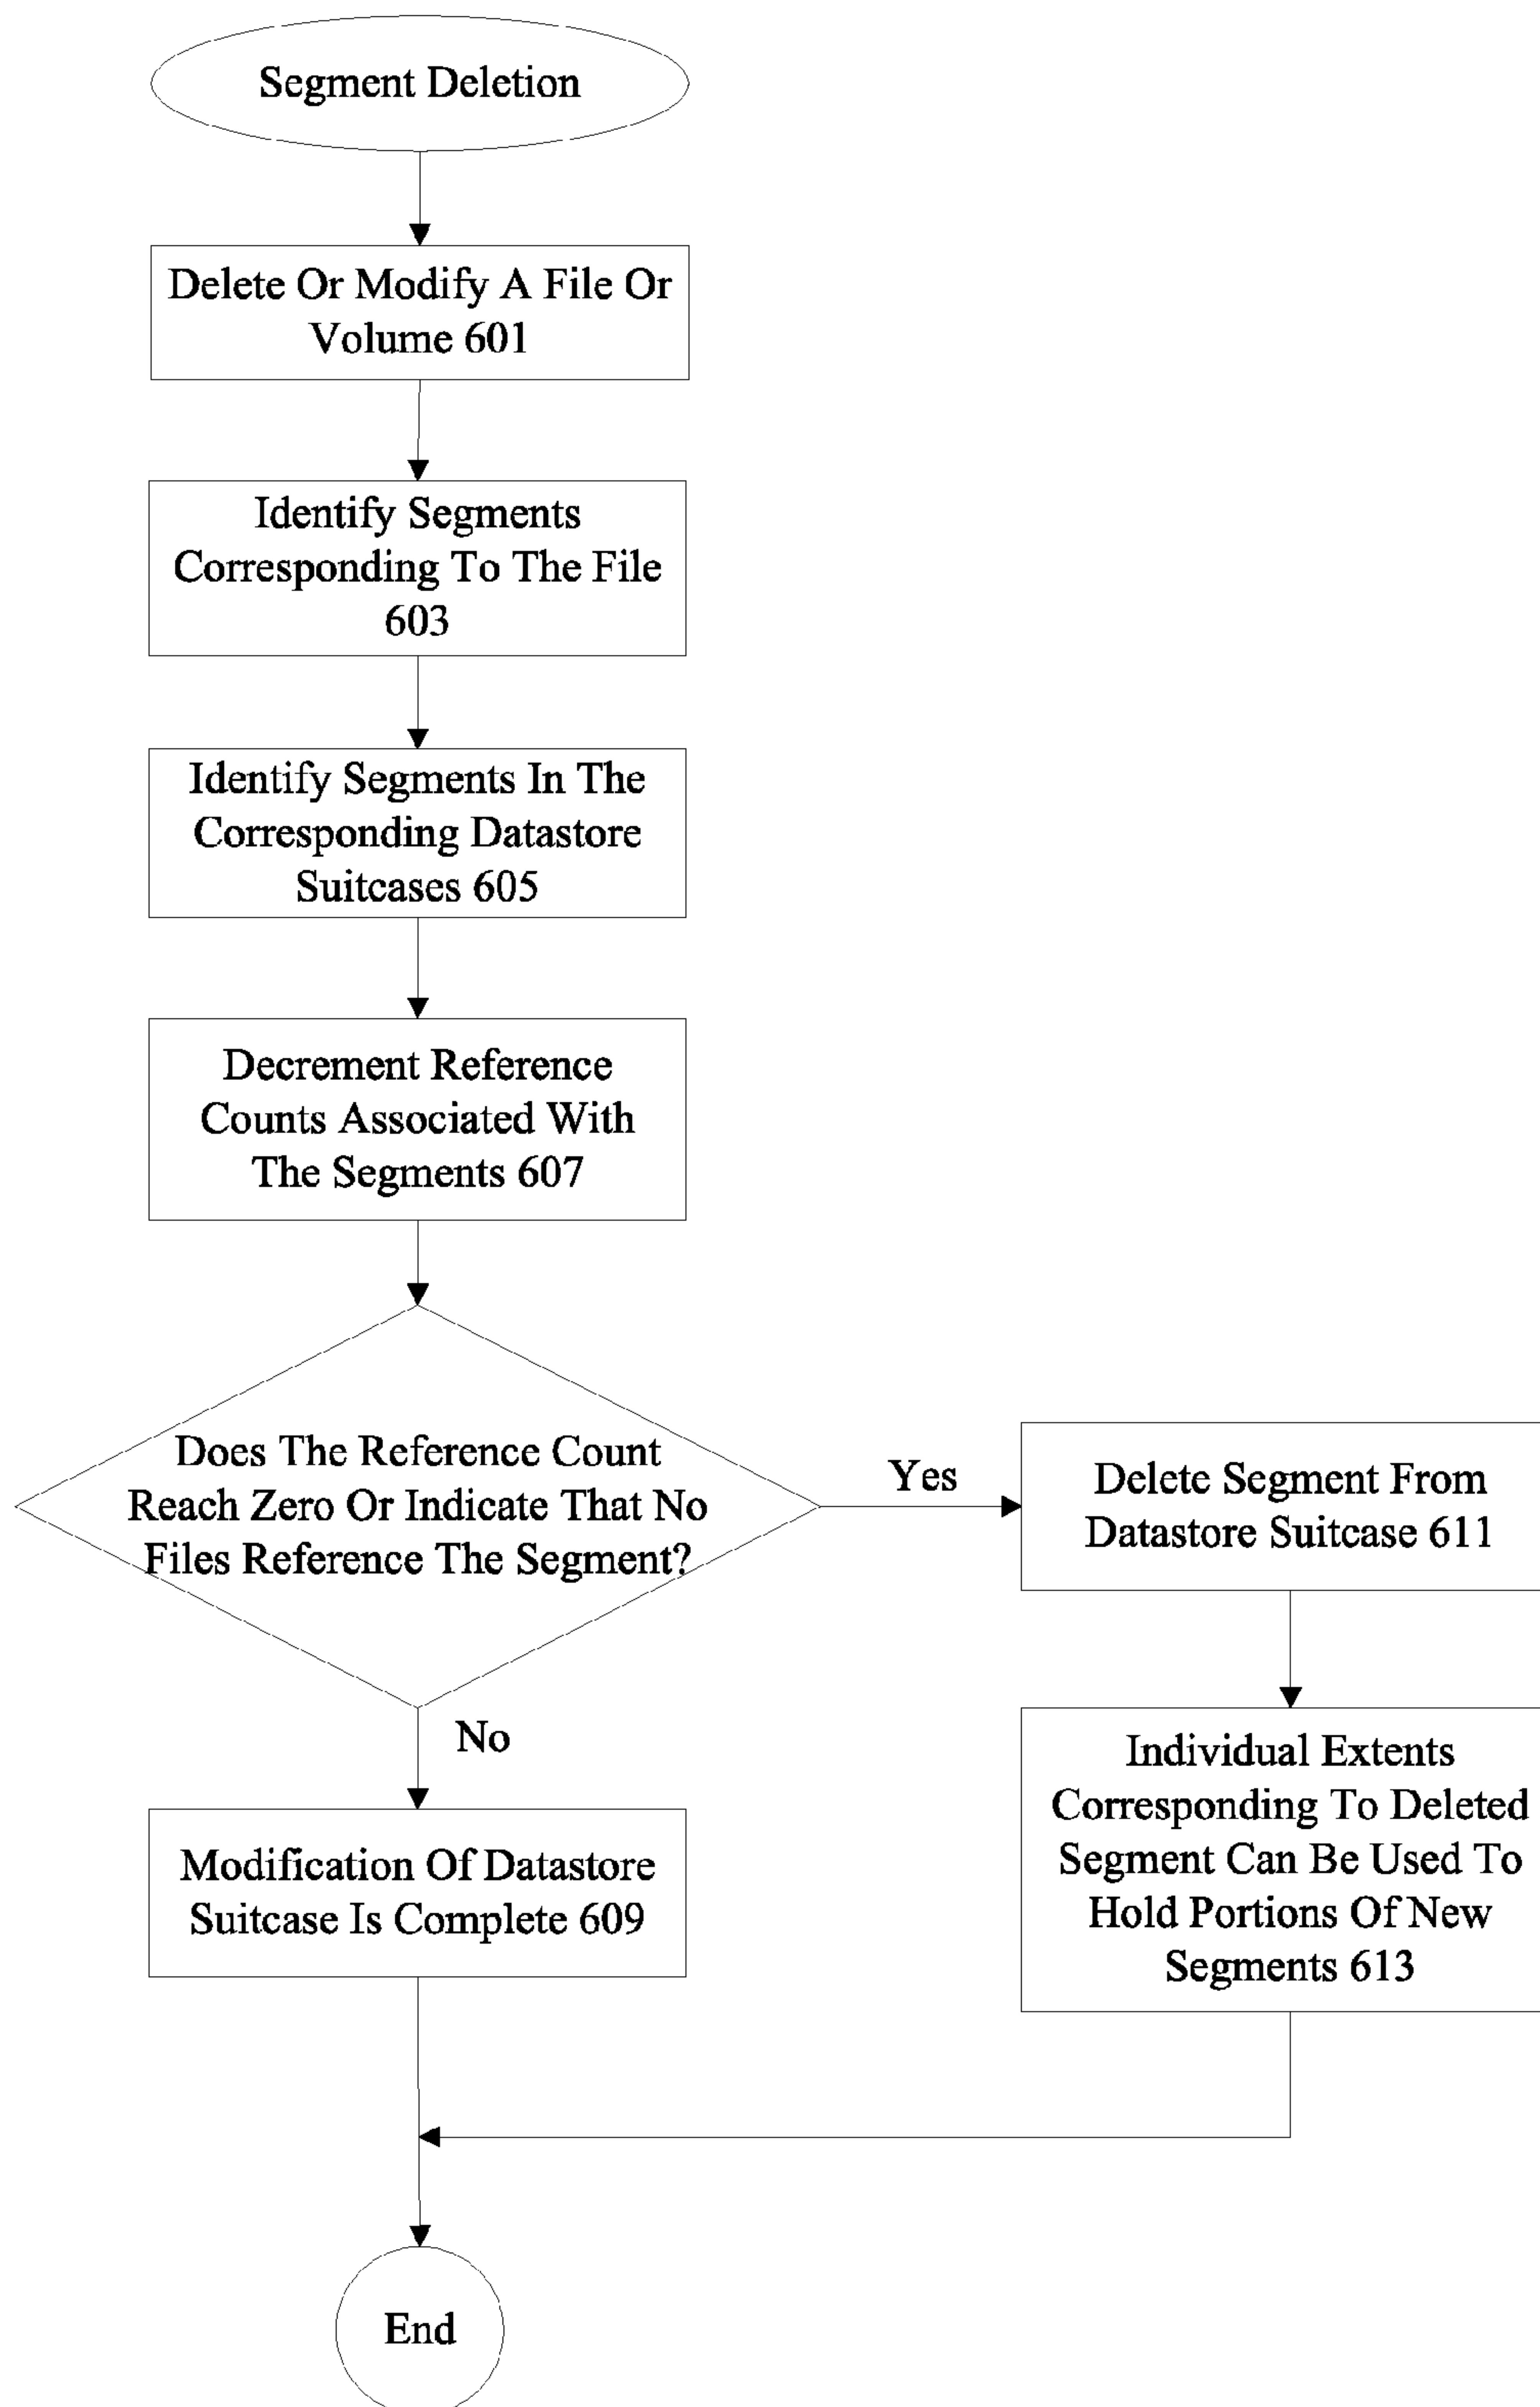 Segment Deletion
Delete Or Modify A File Or
Volume 601
Identify Segments
Corresponding To The File
603
Identify Segments In The
Corresponding Datastore
Suitcases 605
Decrement Reference
Counts Associated With
The Segments 607
Does The Reference Count
Reach Zero Or Indicate That No
Files Reference The Segment?
Yes
Delete Segment From
Datastore Suitcase 611
No
Individual Extents
Corresponding To Deleted
Segment Can Be Used To
Hold Portions Of New
Segments 613
Modification Of Datastore
Suitcase Is Complete 609
End